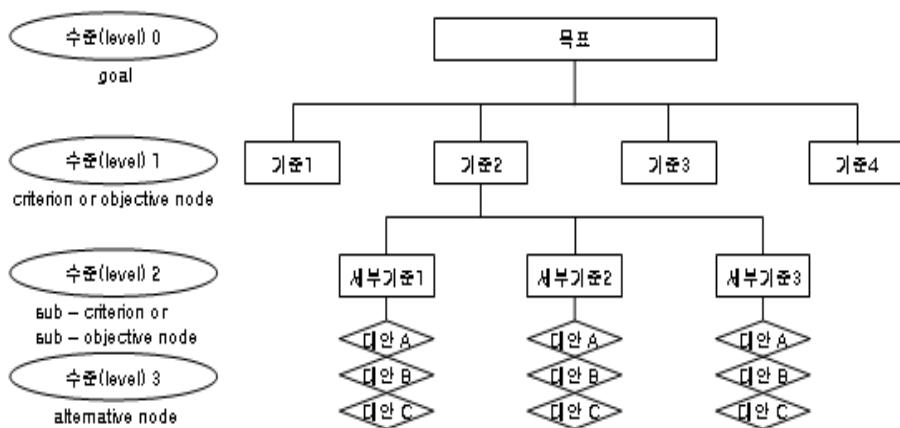 수준(level) 0
목표
goal
수준(level) 1
기준1
기준2
기준3
기준4
criterion or objective node
수준(level) 2
세부기준1
세부기준2
세부기준3
sub – criterion or
sub – objective node
대안 A
대안 A
대안 A
수준(level) 3
대안 B
대안 B
대안 B
alternative node
대안 C
대안 C
대안 C